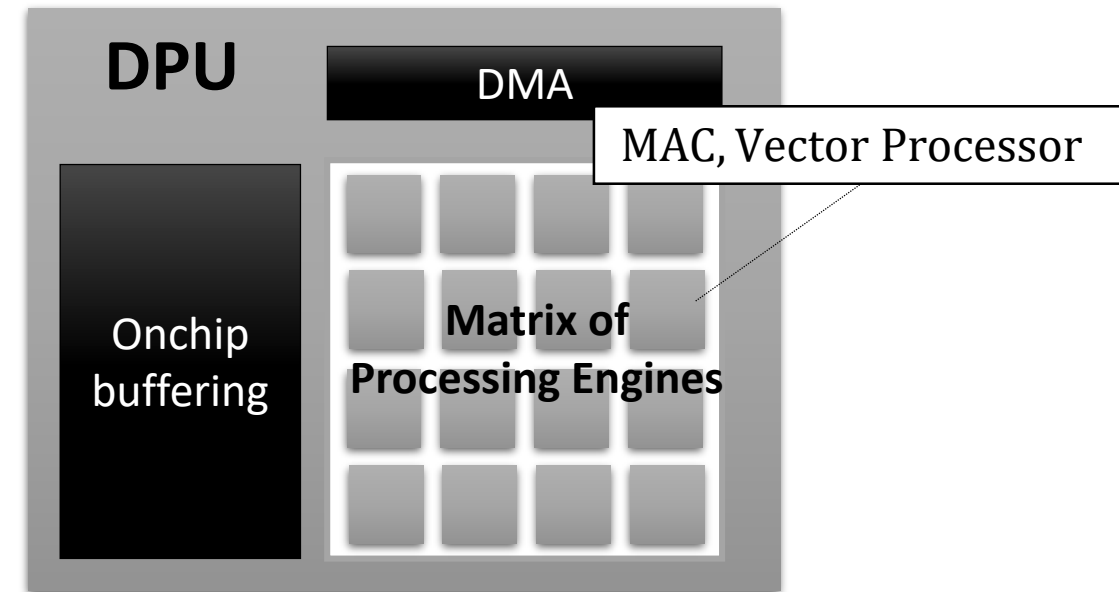 DPU
DMA
MAC, Vector Processor
Onchip
buffering
Matrix of
Processing Engines